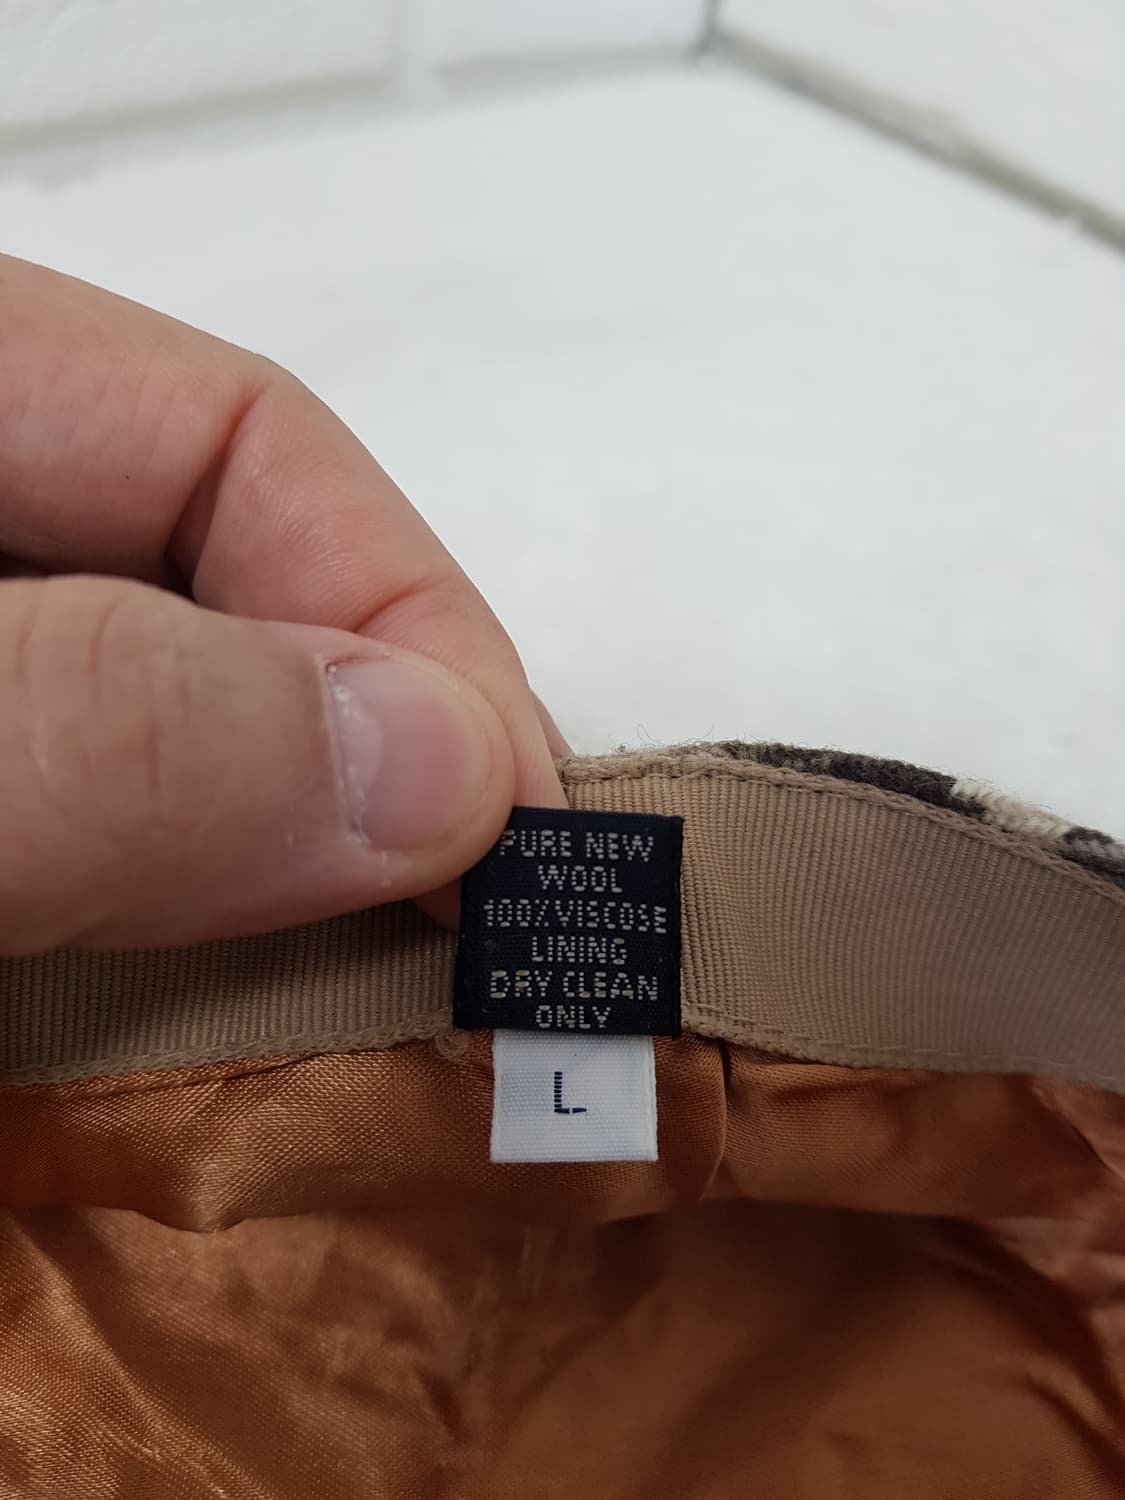 PURE NEW
WOOL
100% VISCOSE
LINING
DRY CLEAN
ONLY
L